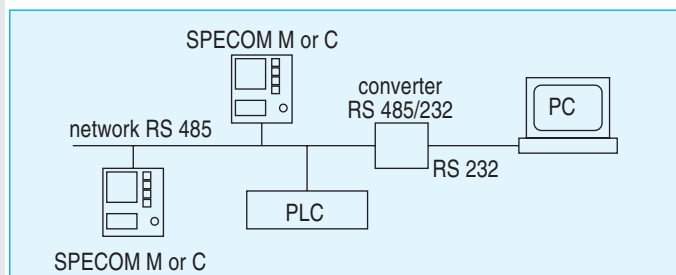 SPECOM M or C
converter
RS 485/232
PC
network RS 485
RS 232
PLC
SPECOM M or C